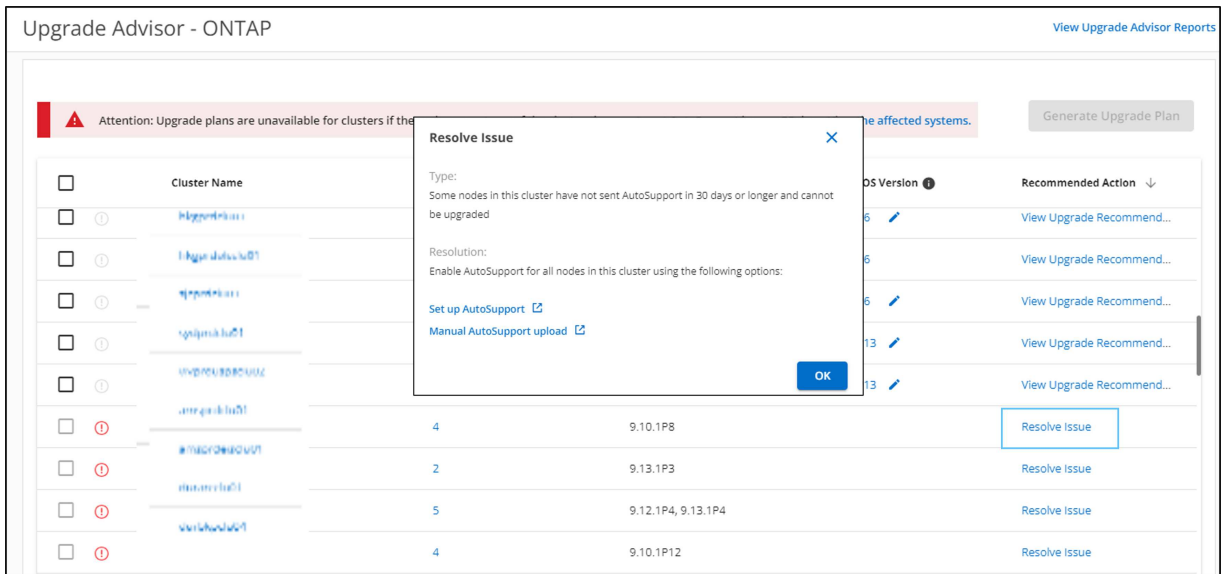 Upgrade Advisor - ONTAP
View Upgrade Advisor Reports
Attention: Upgrade plans are unavailable for clusters if the
he affected systems.
Generate Upgrade Plan
Cluster Name
OS Version
Recommended Action
Resolve Issue
Type:
Some nodes in this cluster have not sent AutoSupport in 30 days or longer and cannot
be upgraded
Resolution:
Enable AutoSupport for all nodes in this cluster using the following options:
Set up AutoSupport
Manual AutoSupport upload
OK
6 View Upgrade Recommend...
6 View Upgrade Recommend...
6 View Upgrade Recommend...
13 View Upgrade Recommend...
13 View Upgrade Recommend...
4 9.10.1P8 Resolve Issue
2 9.13.1P3 Resolve Issue
5 9.12.1P4, 9.13.1P4 Resolve Issue
4 9.10.1P12 Resolve Issue